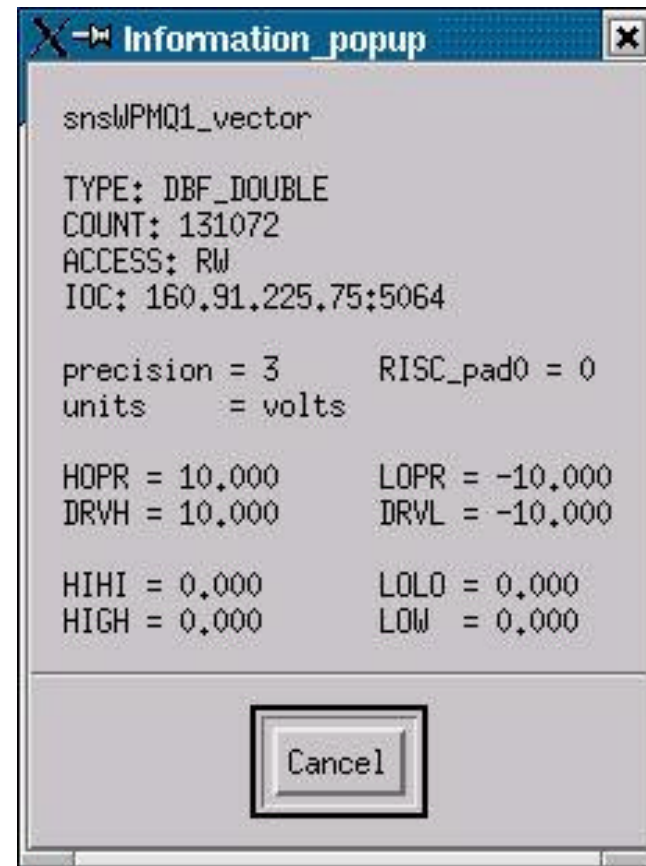 Information_popup
snsWPMQ1_vector
TYPE: DBF_DOUBLE
COUNT: 131072
ACCESS: RW
IOC: 160.91.225.75:5064
precision = 3 RISC_pad0 = 0
units = volts
HOPR = 10.000 LOPR = -10.000
DRVH = 10.000 DRVL = -10.000
HIHI = 0.000 LOLO = 0.000
HIGH = 0.000 LOW = 0.000
Cancel